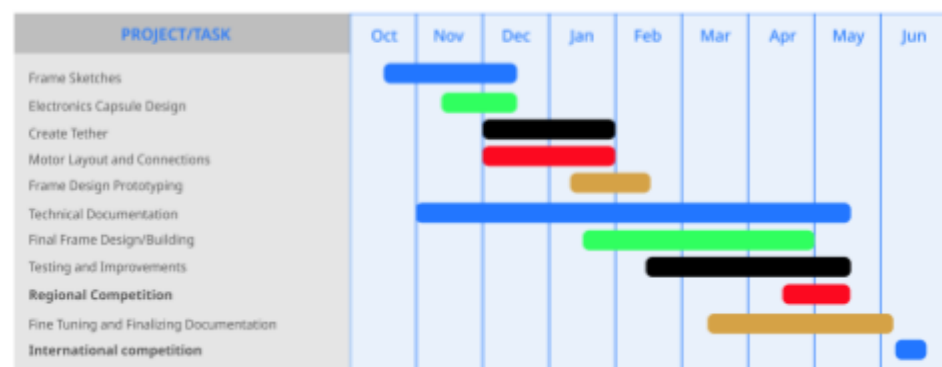 PROJECT/TASK Oct Nov Dec Jan Feb Mar Apr May Jun
Frame Sketches
Electronics Capsule Design
Create Tether
Motor Layout and Connections
Frame Design Prototyping
Technical Documentation
Final Frame Design/Building
Testing and Improvements
Regional Competition
Fine Tuning and Finalizing Documentation
International competition